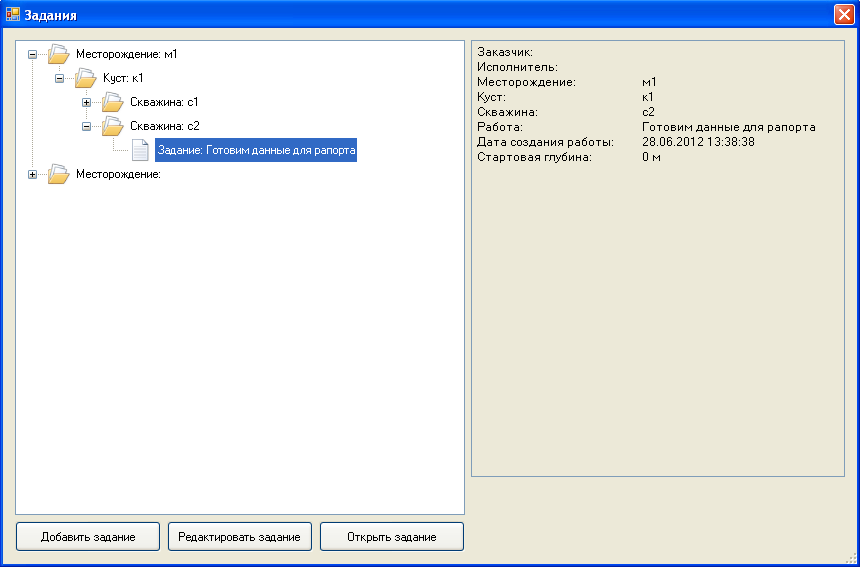 Задания
Месторождение: м1
Куст: к1
Скважина: с1
Скважина: с2
Задание: Готовим данные для рапорта
Месторождение:
Заказчик:
Исполнитель:
Месторождение: м1
Куст: к1
Скважина: с2
Работа: Готовим данные для рапорта
Дата создания работы: 28.06.2012 13:38:38
Стартовая глубина: 0 м
Добавить задание
Редактировать задание
Открыть задание